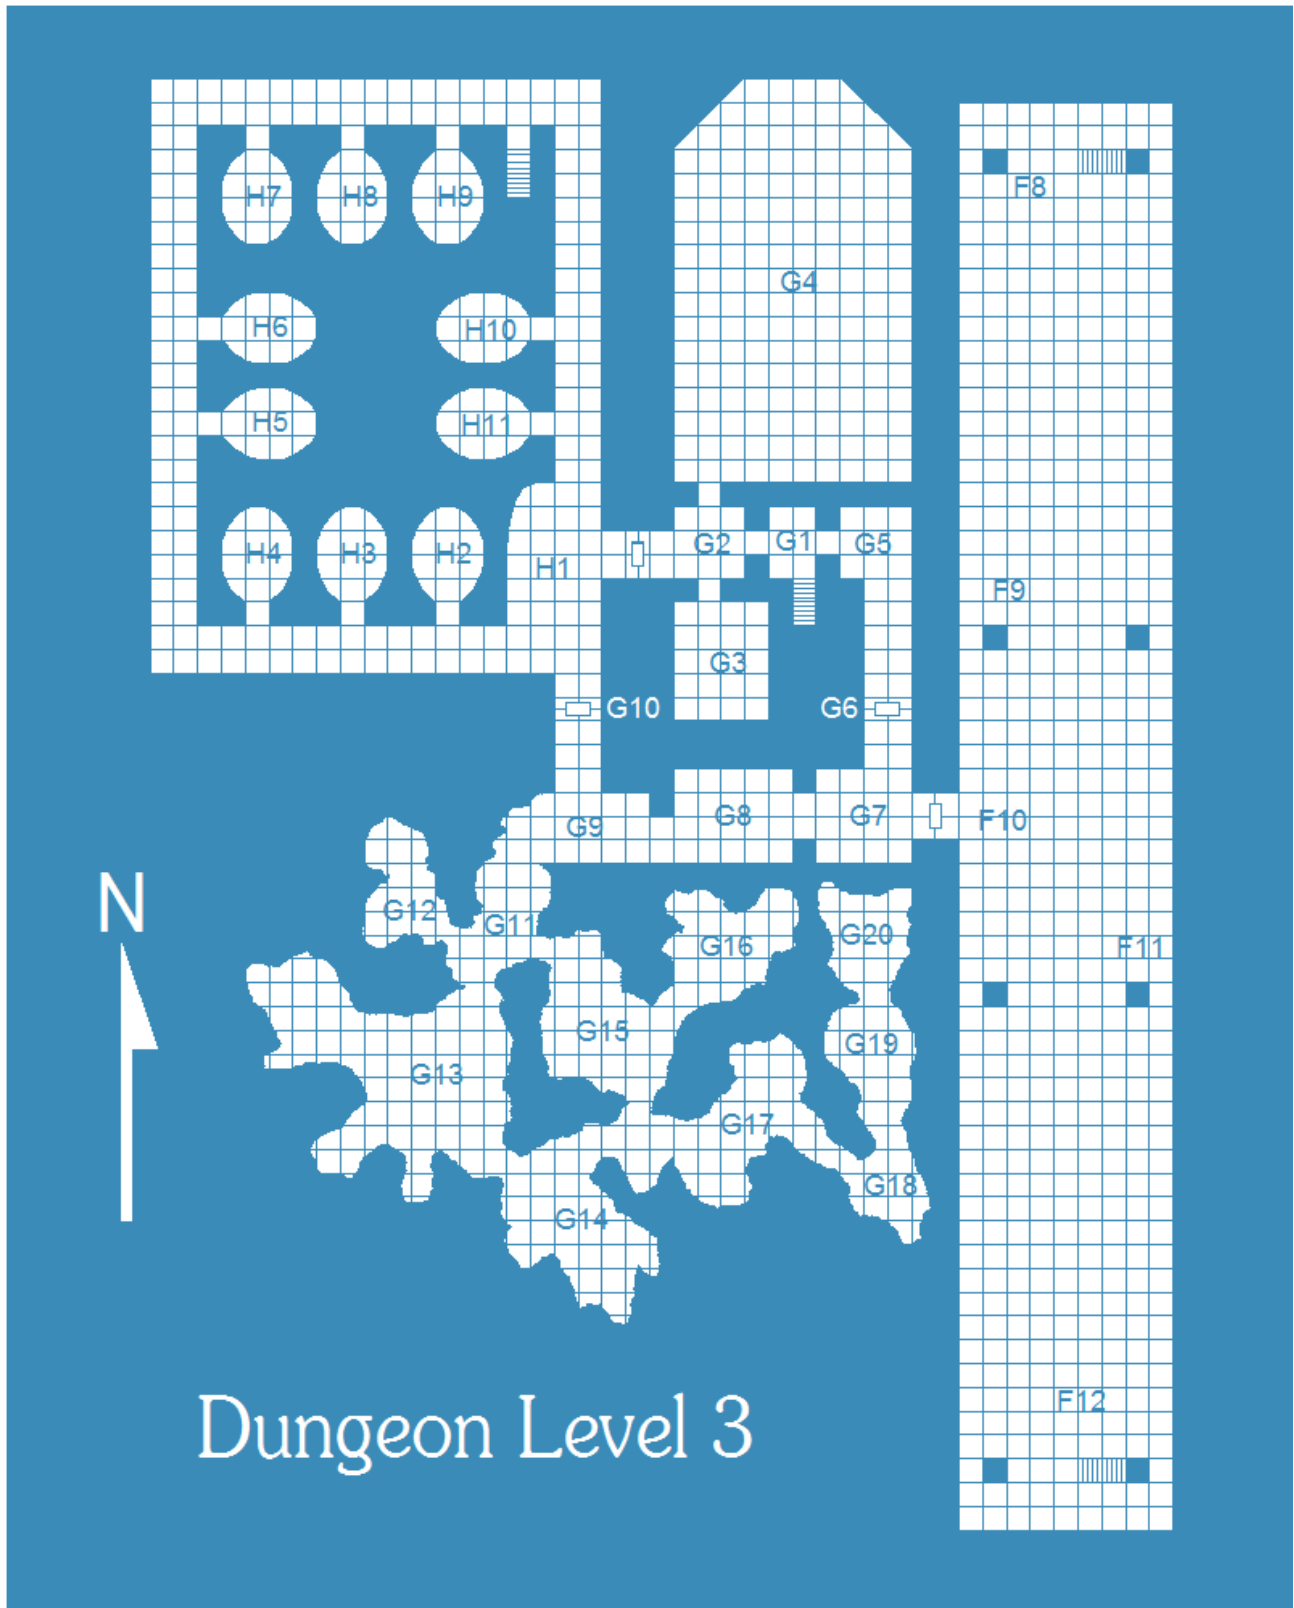 F8
H7 H8 H9
G4
H6 H10
H5 H11
G2 G1 G5
H4 H3 H2
H1
F9
G3
G10 G6
G9 G8 G7 F10
N
G12 G11
G16 G20 F11
G15 G19
G13
G17
G18
G14
F12
Dungeon Level 3